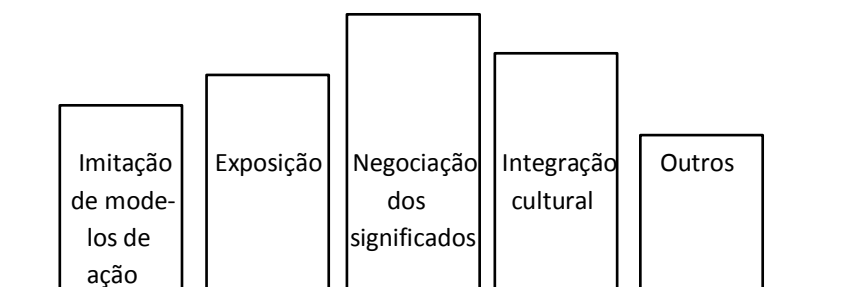 Imitação
de mode-
los de
ação
Exposição
Negociação
dos
significados
Integração
cultural
Outros